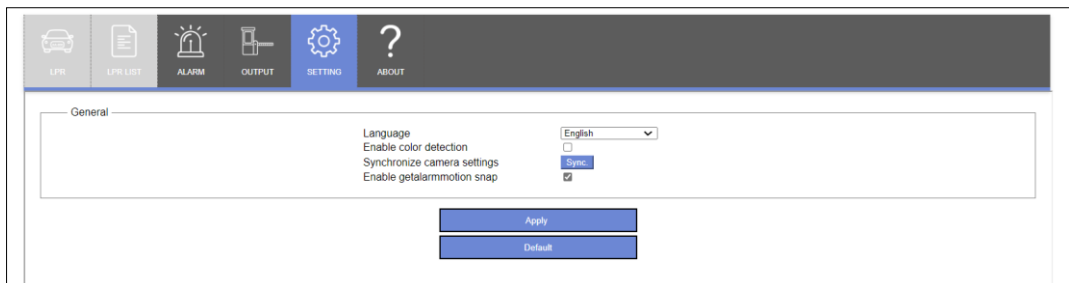 LPR
LPR LIST
ALARM
OUTPUT
SETTING
ABOUT
General
Language English
Enable color detection
Synchronize camera settings Sync.
Enable getalarmmotion snap
Apply
Default